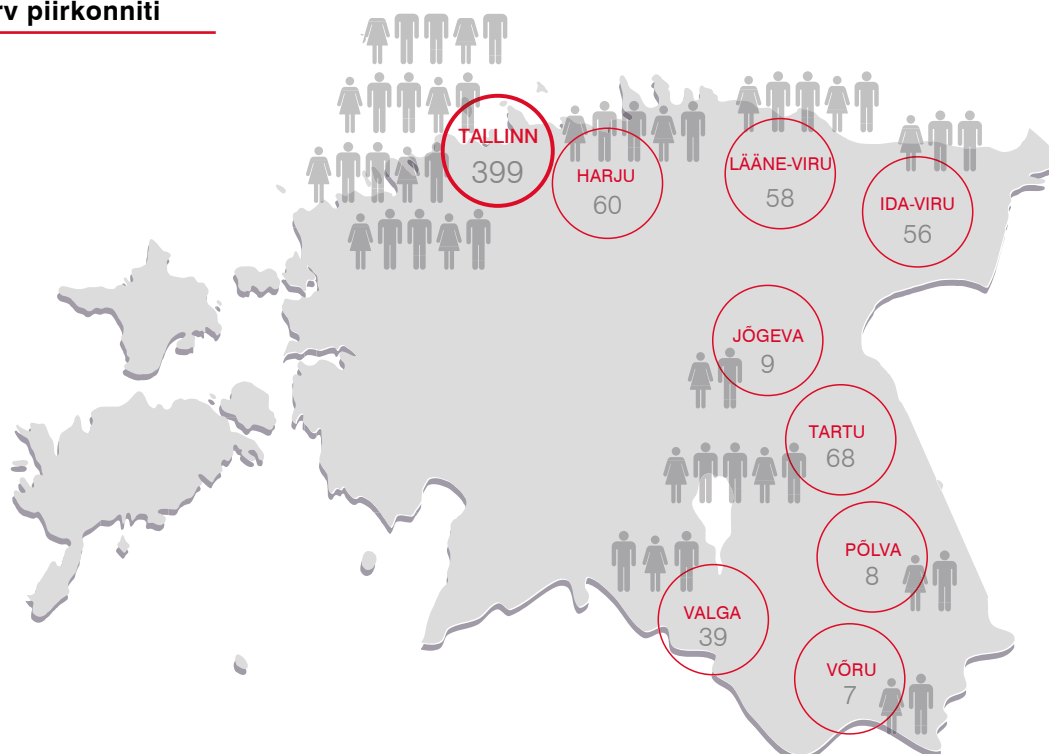 piirkonniti
TALLINN
399
HARJU
60
LÄÄNE-VIRU
58
IDA-VIRU
56
JÕGEVA
9
TARTU
68
PÕLVA
8
VALGA
39
VÕRU
7